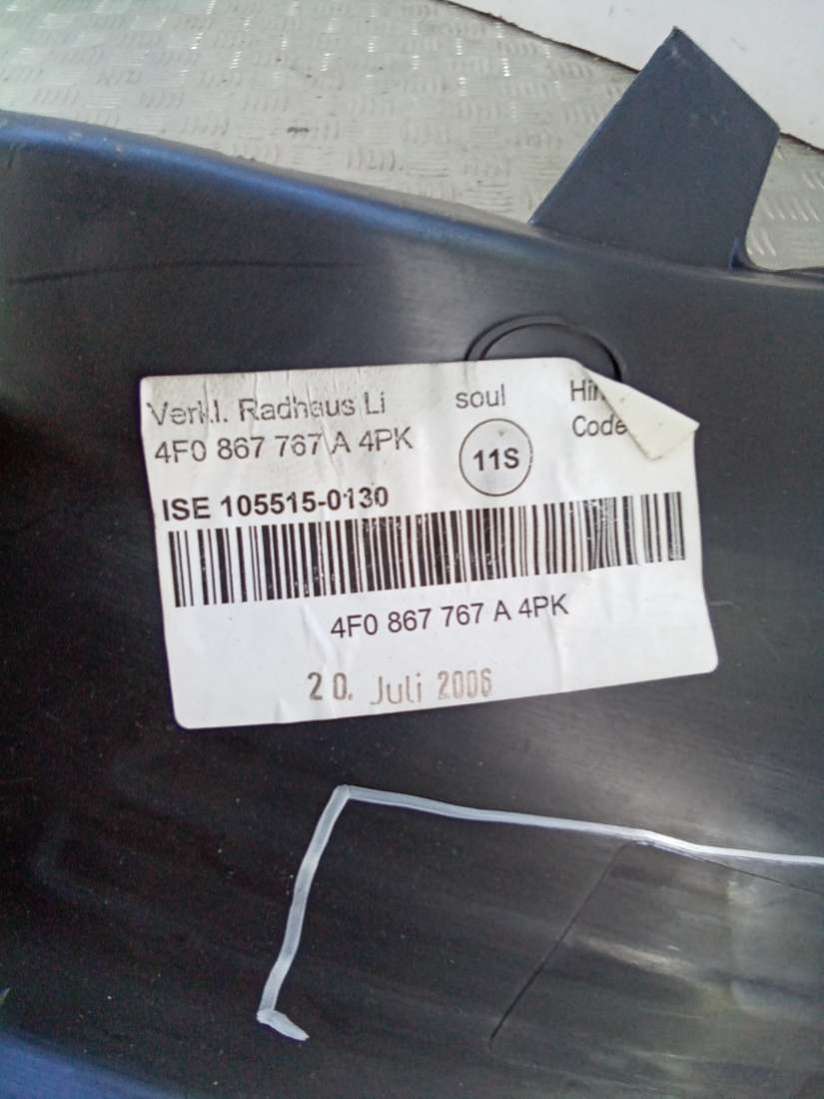 Verkl. Radhaus Li soul
4F0 867 767 A 4PK 11S Code
ISE 105515-0130
4F0 867 767 A 4PK
20. Juli 2006